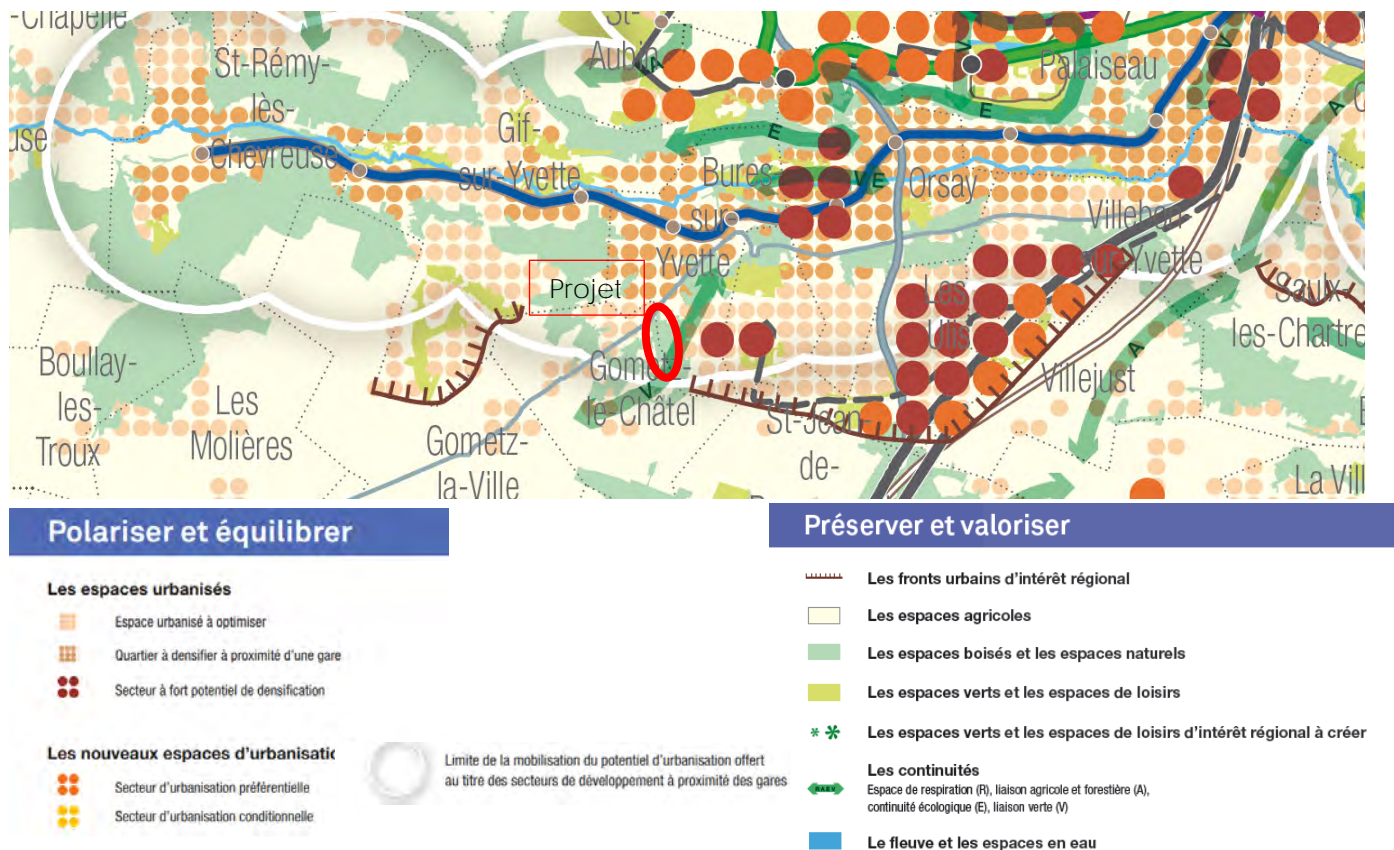 -Chapelle
St-
Aubin
A
V
V
Palaiseau
St-Rémy-
lès-
Chevreuse
use
Gif-
sur-Yvette
E
E
A
Bures-
sur-
Yvette
V E
Orsay
Villebon-
sur-Yvette
Projet
Les
Ulis
Saulx-
les-Chartre
Gometz-
le-Châtel
V
A
Villejust
Boullay-
les-
Troux
Les
Molières
Gometz-
la-Ville
St-Jean-
de-
La Vill
Polariser et équilibrer
Les espaces urbanisés
Espace urbanisé à optimiser
Quartier à densifier à proximité d'une gare
Secteur à fort potentiel de densification
Les nouveaux espaces d'urbanisatic
Secteur d'urbanisation préférentielle
Secteur d'urbanisation conditionnelle
Limite de la mobilisation du potentiel d'urbanisation offert
au titre des secteurs de développement à proximité des gares
Préserver et valoriser
Les fronts urbains d'intérêt régional
Les espaces agricoles
Les espaces boisés et les espaces naturels
Les espaces verts et les espaces de loisirs
Les espaces verts et les espaces de loisirs d'intérêt régional à créer
Les continuités
Espace de respiration (R), liaison agricole et forestière (A),
continuité écologique (E), liaison verte (V)
Le fleuve et les espaces en eau